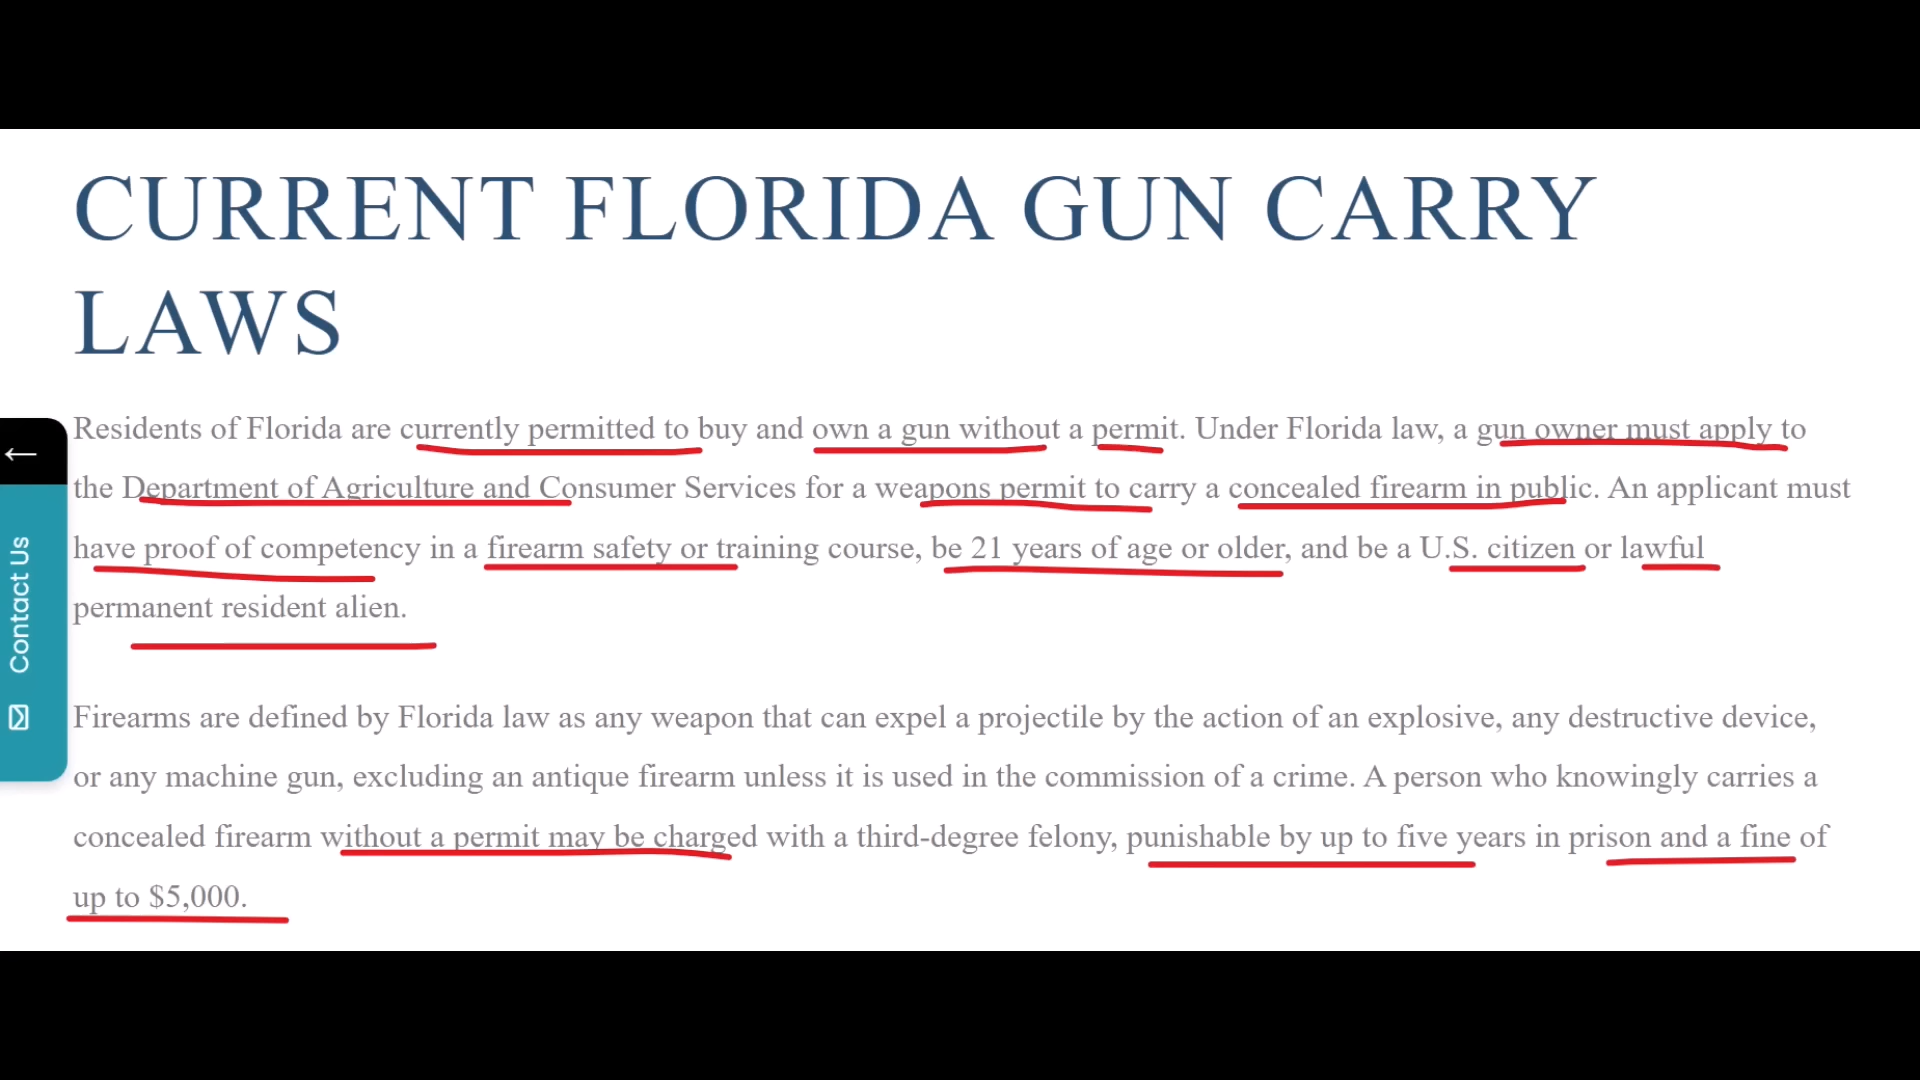 CURRENT FLORIDA GUN CARRY
LAWS
Residents of Florida are currently permitted to buy and own a gun without a permit. Under Florida law, a gun owner must apply to
the Department of Agriculture and Consumer Services for a weapons permit to carry a concealed firearm in public. An applicant must
have proof of competency in a firearm safety or training course, be 21 years of age or older, and be a U.S. citizen or lawful
permanent resident alien.
Firearms are defined by Florida law as any weapon that can expel a projectile by the action of an explosive, any destructive device,
or any machine gun, excluding an antique firearm unless it is used in the commission of a crime. A person who knowingly carries a
concealed firearm without a permit may be charged with a third-degree felony, punishable by up to five years in prison and a fine of
up to $5,000.
Contact Us